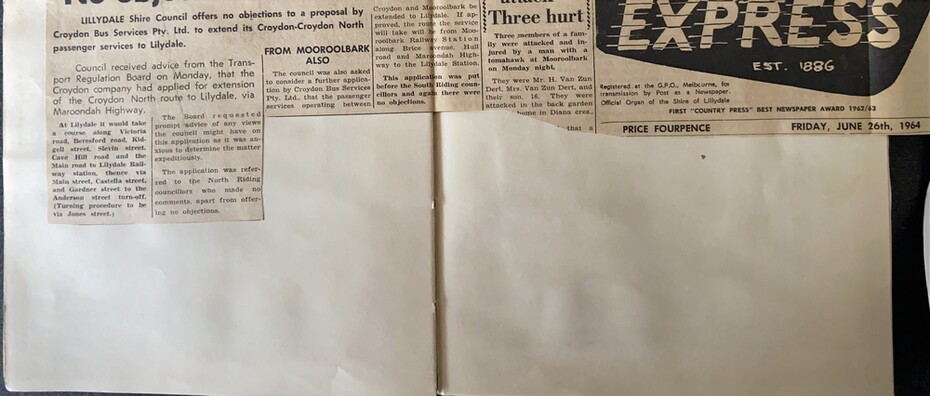 LILLYDALE Shire Council offers no objections to a proposal by
Croydon Bus Services Pty. Ltd. to extend its Croydon-Croydon North
passenger services to Lilydale.
Council received advice from the Trans-
port Regulation Board on Monday, that the
Croydon company had applied for extension
of the Croydon North route to Lilydale, via
Maroondah Highway.
At Lilydale it would take
a course along Victoria
road, Beresford road, Kid-
gell street, Slevin street,
Cave Hill road and the
Main road to Lilydale Rail-
way station, thence via
Main street, Castella street,
and Gardner street to the
Anderson street turn-off.
(Turning procedure to be
via Jones street.)
The Board requested
prompt advice of any views
the council might have on
this application as it was an-
xious to determine the matter
expeditiously.
The application was refer-
red to the North Riding
councillors who made no
comments, apart from offer-
ing no objections.
FROM MOOROOLBARK
ALSO
The council was also asked
to consider a further applica-
tion by Croydon Bus Services
Pty. Ltd., that the passenger
services operating between
Croydon and Mooroolbark be
extended to Lilydale. If ap-
proved, the route the service
will take will be from Moo-
roolbark Railway Station
along Brice avenue, Hull
road and Maroondah High-
way to the Lilydale Station.
This application was put
before the South Riding coun-
cillors and again there were
no objections.
Three hurt
Three members of a fam-
ily were attacked and in-
jured by a man with a
tomahawk at Mooroolbark
on Monday night.
They were Mr. H. Van Zun
Dert, Mrs. Van Zun Dert, and
their son, 16. They were
attacked in the back garden
home in Diana cres.
that a
EXPRESS
EST. 1886
Registered at the G.P.O., Melbourne, for
transmission by Post as a Newspaper.
Official Organ of the Shire of Lillydale
FIRST "COUNTRY PRESS" BEST NEWSPAPER AWARD 1962/63
PRICE FOURPENCE FRIDAY, JUNE 26th, 1964